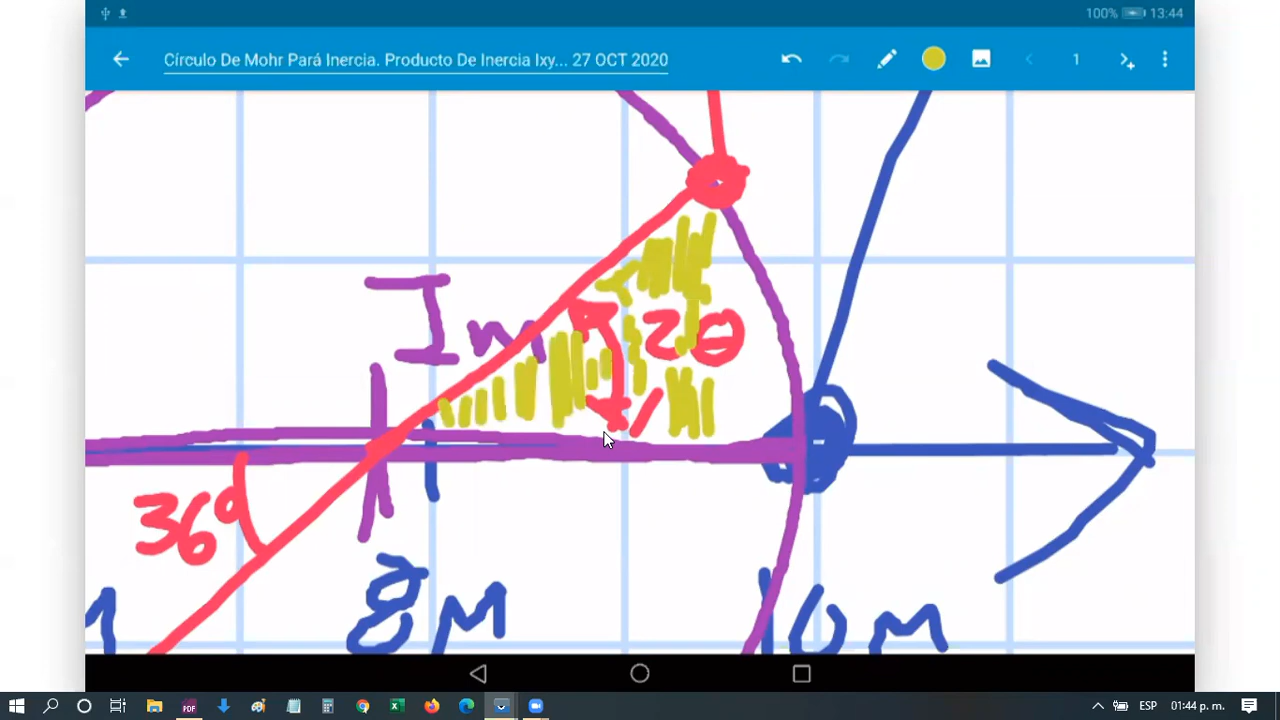 100% 13:44
Círculo De Mohr Pará Inercia. Producto De Inercia Ixy... 27 OCT 2020
1
Im
2θ
36°
M
8M
10M
PDF
ESP 01:44 p. m.